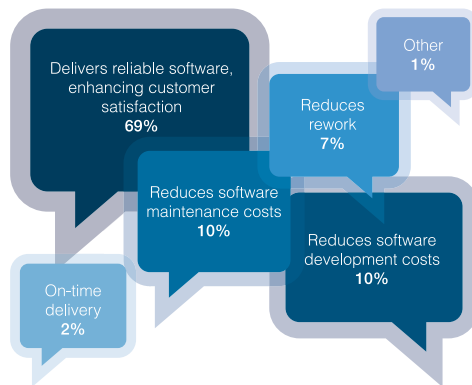 Delivers reliable software,
enhancing customer
satisfaction
69%
Other
1%
Reduces
rework
7%
Reduces software
maintenance costs
10%
Reduces software
development costs
10%
On-time
delivery
2%